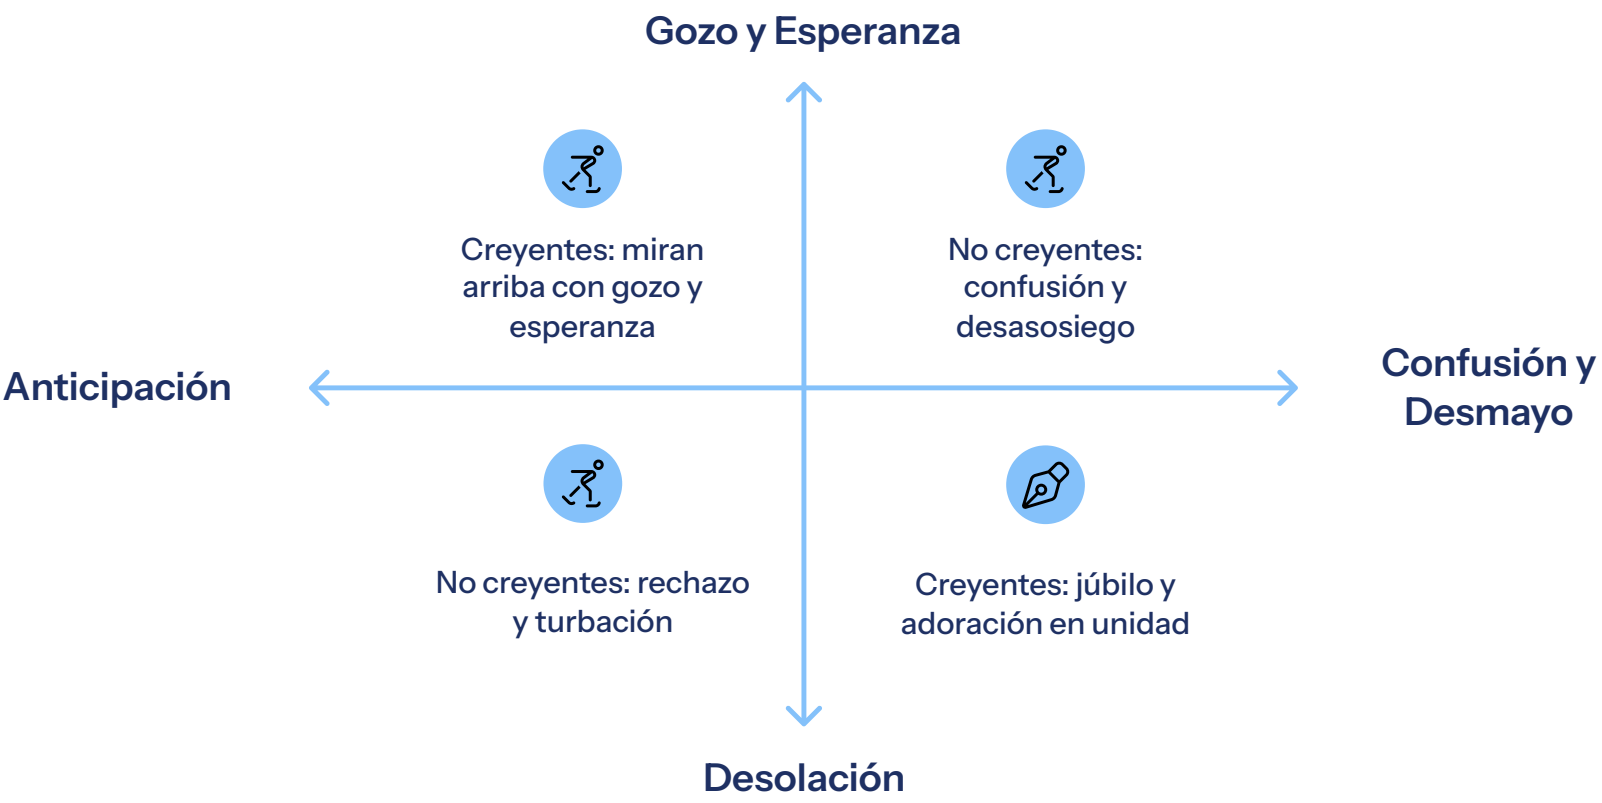 Gozo y Esperanza
Creyentes: miran
arriba con gozo y
esperanza
No creyentes:
confusión y
desasosiego
Anticipación
Confusión y
Desmayo
No creyentes: rechazo
y turbación
Creyentes: júbilo y
adoración en unidad
Desolación